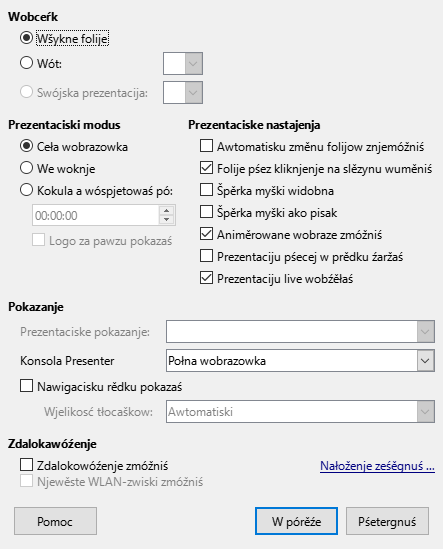 Wobceŕk
Wšykne folije
Wót:
Swójska prezentacija:
Prezentaciski modus
Prezentaciske nastajenja
Ceła wobrazowka
Awtomatisku změnu folijow znjemóžniś
We woknje
Folije pśez kliknjenje na slězynu wuměniś
Kokula a wóspjetowaś pó:
Špěrka myški widobna
00:00:00
Špěrka myški ako pisak
Logo za pawzu pokazaś
Animěrowane wobraze zmóžniś
Prezentaciju pśecej w prědku źaržaś
Prezentaciju live wobźěłaś
Pokazanje
Prezentaciske pokazanje:
Konsola Presenter Połna wobrazowka
Nawigacisku rědku pokazaś
Wjelikosć tłocaškow: Awtomatiski
Zdalokawóźenje
Zdalokowóźenje zmóžniś Nałoženje ześěgnuś ...
Njewěste WLAN-zwiski zmóžniś
Pomoc W pórěźe Pśetergnuś